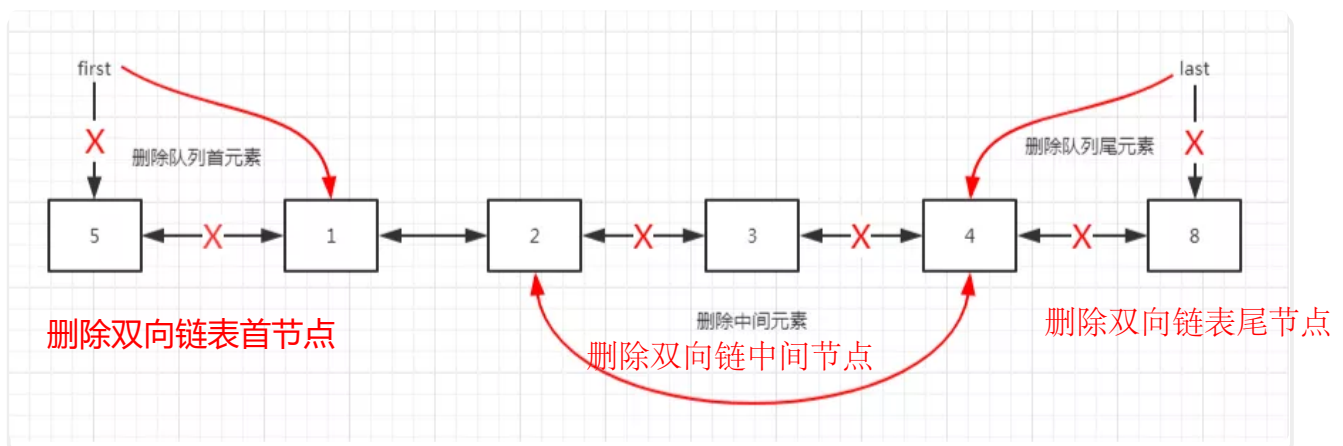 first
last
X
X
删除队列首元素
删除队列尾元素
5
X
1
2
X
3
X
4
X
8
删除双向链表首节点
删除中间元素
删除双向链表尾节点
删除双向链中间节点